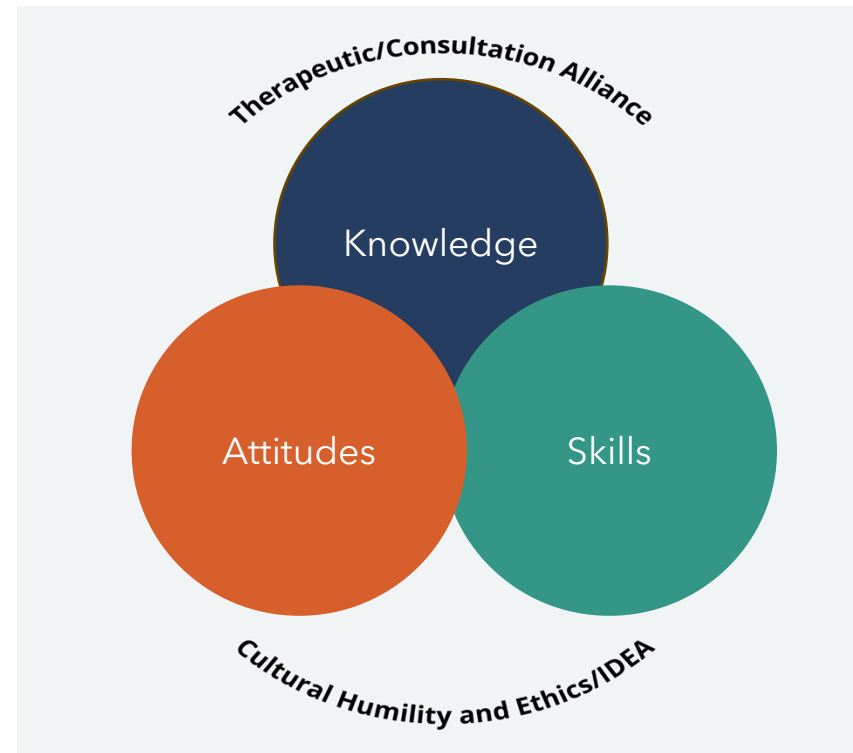 Therapeutic/Consultation Alliance
Knowledge
Attitudes
Skills
Cultural Humility and Ethics/IDEA